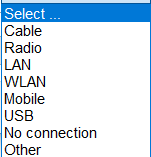 Select ...
Cable
Radio
LAN
WLAN
Mobile
USB
No connection
Other